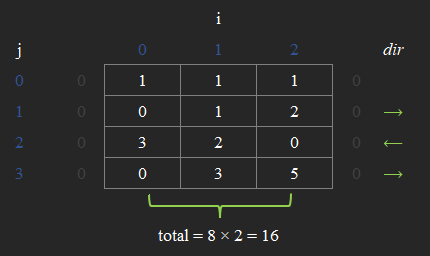 i
j 0 1 2 dir
0 0 1 1 1 0
1 0 0 1 2 0 →
2 0 3 2 0 0 ←
3 0 0 3 5 0 →
total = 8 × 2 = 16